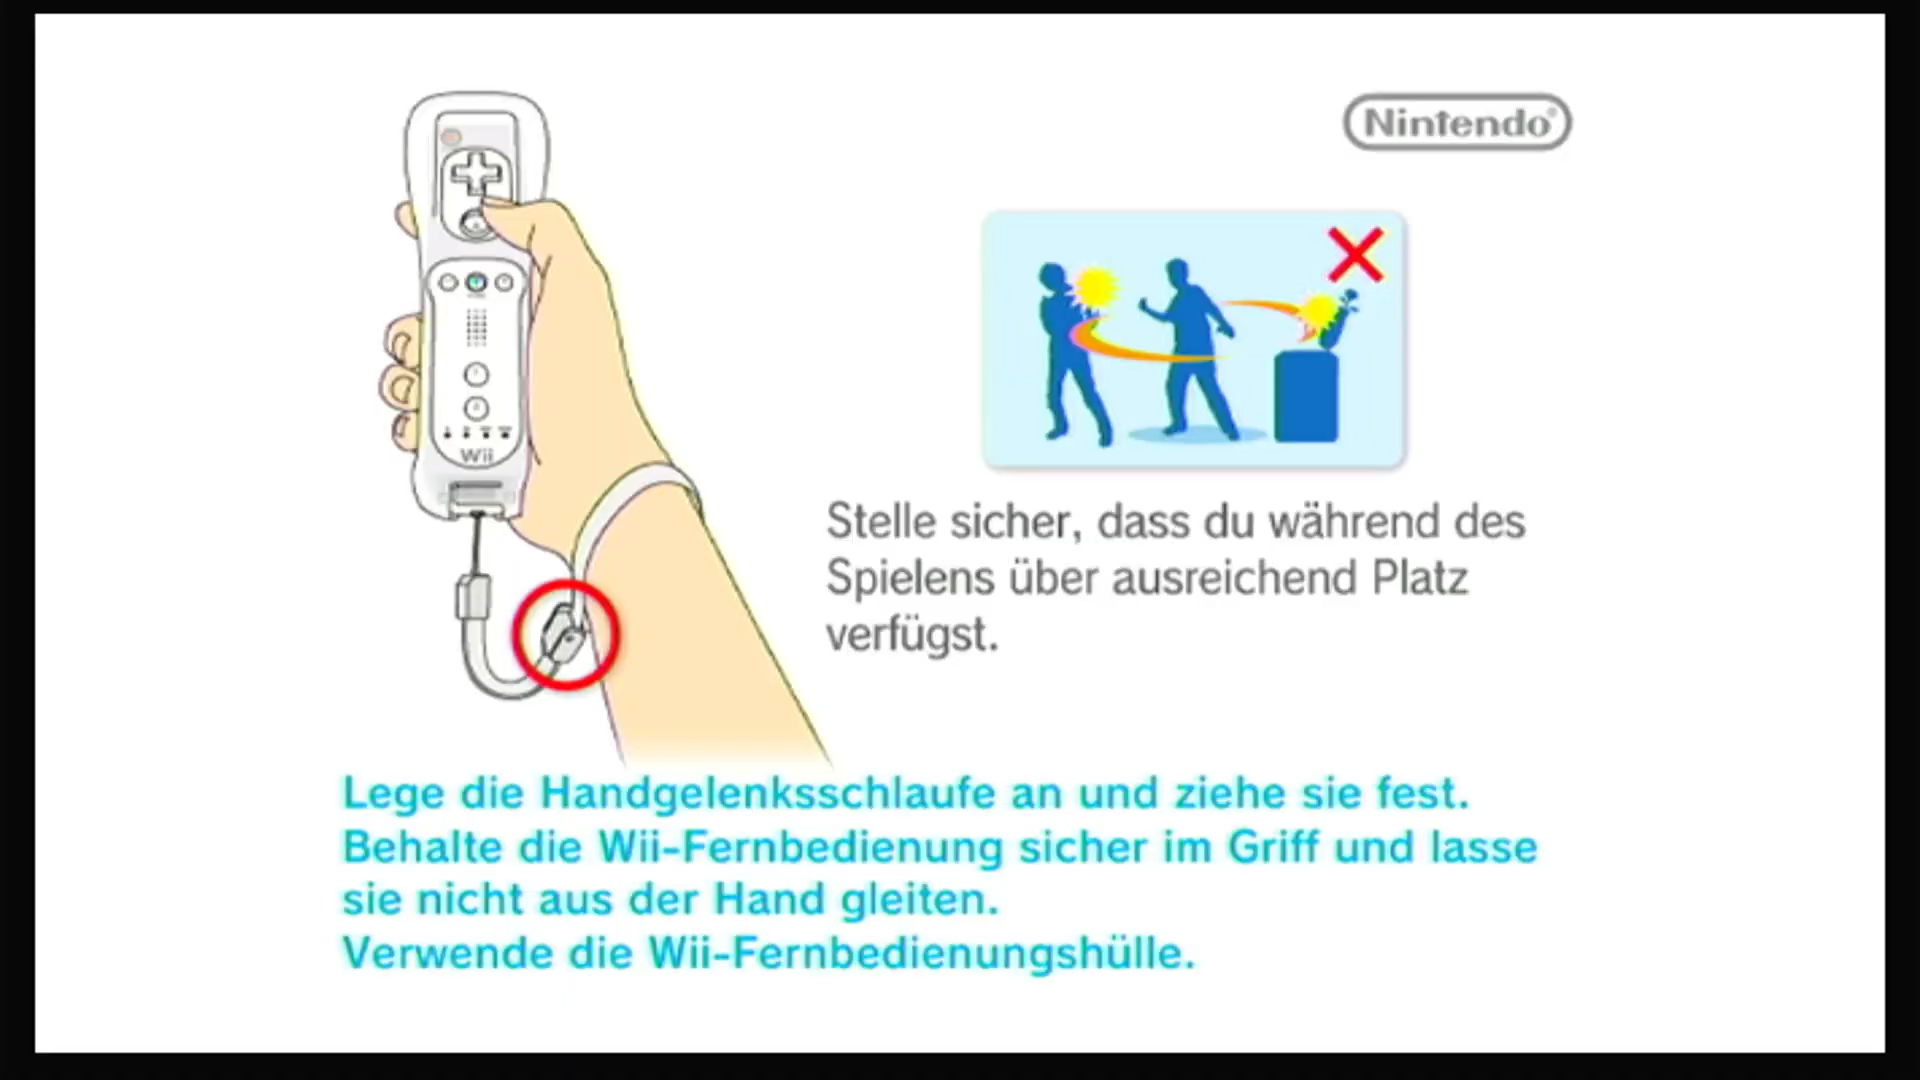 Nintendo®
Wii
Stelle sicher, dass du während des
Spielens über ausreichend Platz
verfügst.
Lege die Handgelenksschlaufe an und ziehe sie fest.
Behalte die Wii-Fernbedienung sicher im Griff und lasse
sie nicht aus der Hand gleiten.
Verwende die Wii-Fernbedienungshülle.